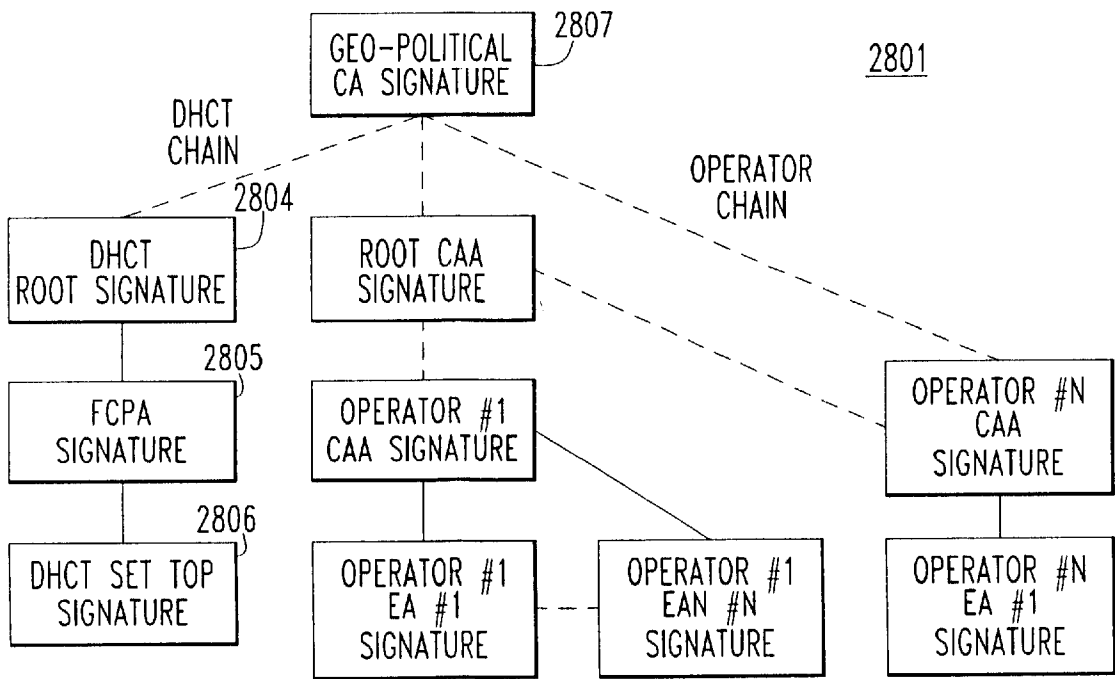 2807
GEO-POLITICAL
CA SIGNATURE
2801
DHCT
CHAIN
OPERATOR
CHAIN
2804
DHCT
ROOT SIGNATURE
ROOT CAA
SIGNATURE
2805
FCPA
SIGNATURE
OPERATOR #1
CAA SIGNATURE
OPERATOR #N
CAA
SIGNATURE
2806
DHCT SET TOP
SIGNATURE
OPERATOR #1
EA #1
SIGNATURE
OPERATOR #1
EAN #N
SIGNATURE
OPERATOR #N
EA #1
SIGNATURE